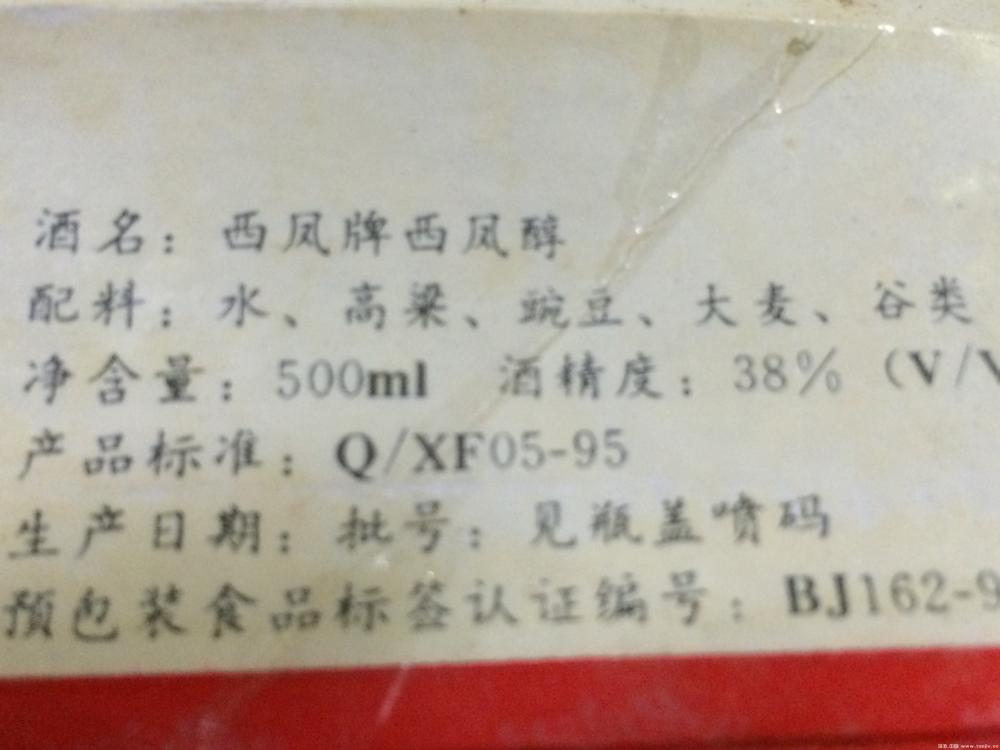 酒名：西凤牌西凤醇
配料：水、高粱、豌豆、大麦、谷类
净含量：500ml 酒精度：38％（V/V
产品标准：Q/XF05-95
生产日期：批号：见瓶盖喷码
预包装食品标签认证编号：BJ162-9